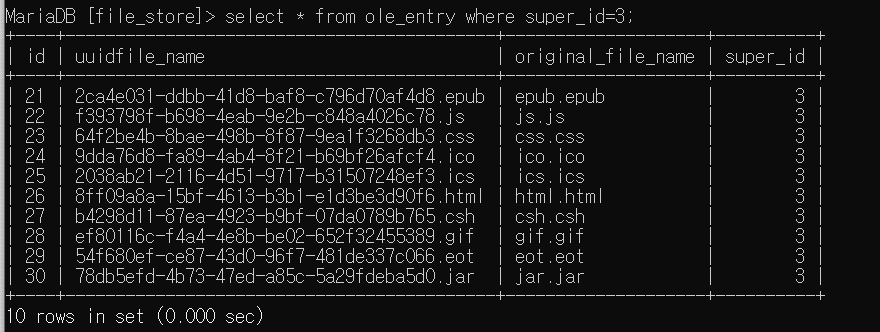 MariaDB [file_store]> select * from ole_entry where super_id=3;
+----+-------------------------------------------+--------------------+----------+
| id | uuidfile_name                             | original_file_name | super_id |
+----+-------------------------------------------+--------------------+----------+
| 21 | 2ca4e031-ddbb-41d8-baf8-c796d70af4d8.epub | epub.epub          |        3 |
| 22 | f393798f-b698-4eab-9e2b-c848a4026c78.js   | js.js              |        3 |
| 23 | 64f2be4b-8bae-498b-8f87-9ea1f3268db3.css  | css.css            |        3 |
| 24 | 9dda76d8-fa89-4ab4-8f21-b69bf26afcf4.ico  | ico.ico            |        3 |
| 25 | 2038ab21-2116-4d51-9717-b31507248ef3.ics  | ics.ics            |        3 |
| 26 | 8ff09a8a-15bf-4613-b3b1-e1d3be3d90f6.html | html.html          |        3 |
| 27 | b4298d11-87ea-4923-b9bf-07da0789b765.csh  | csh.csh            |        3 |
| 28 | ef80116c-f4a4-4e8b-be02-652f32455389.gif  | gif.gif            |        3 |
| 29 | 54f680ef-ce87-43d0-96f7-481de337c066.eot  | eot.eot            |        3 |
| 30 | 78db5efd-4b73-47ed-a85c-5a29fdeba5d0.jar  | jar.jar            |        3 |
+----+-------------------------------------------+--------------------+----------+
10 rows in set (0.000 sec)